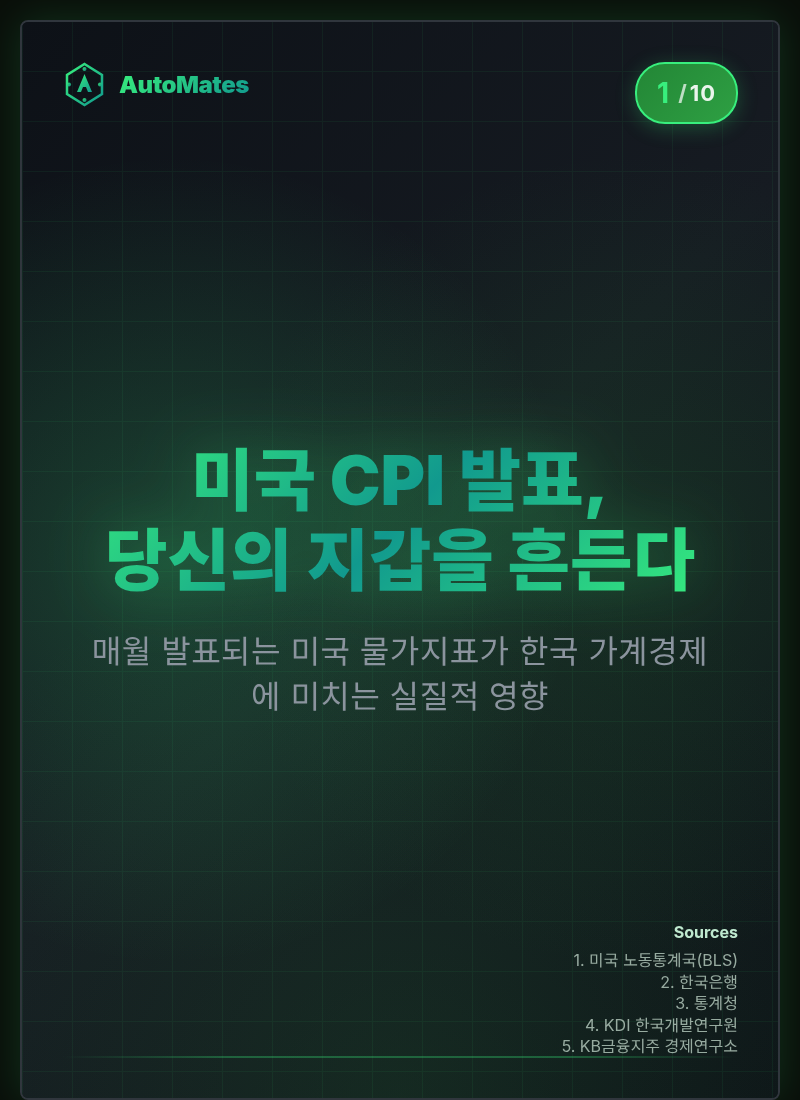 AutoMates
1 / 10
미국 CPI 발표,
당신의 지갑을 흔든다
매월 발표되는 미국 물가지표가 한국 가계경제
에 미치는 실질적 영향
Sources
1. 미국 노동통계국(BLS)
2. 한국은행
3. 통계청
4. KDI 한국개발연구원
5. KB금융지주 경제연구소